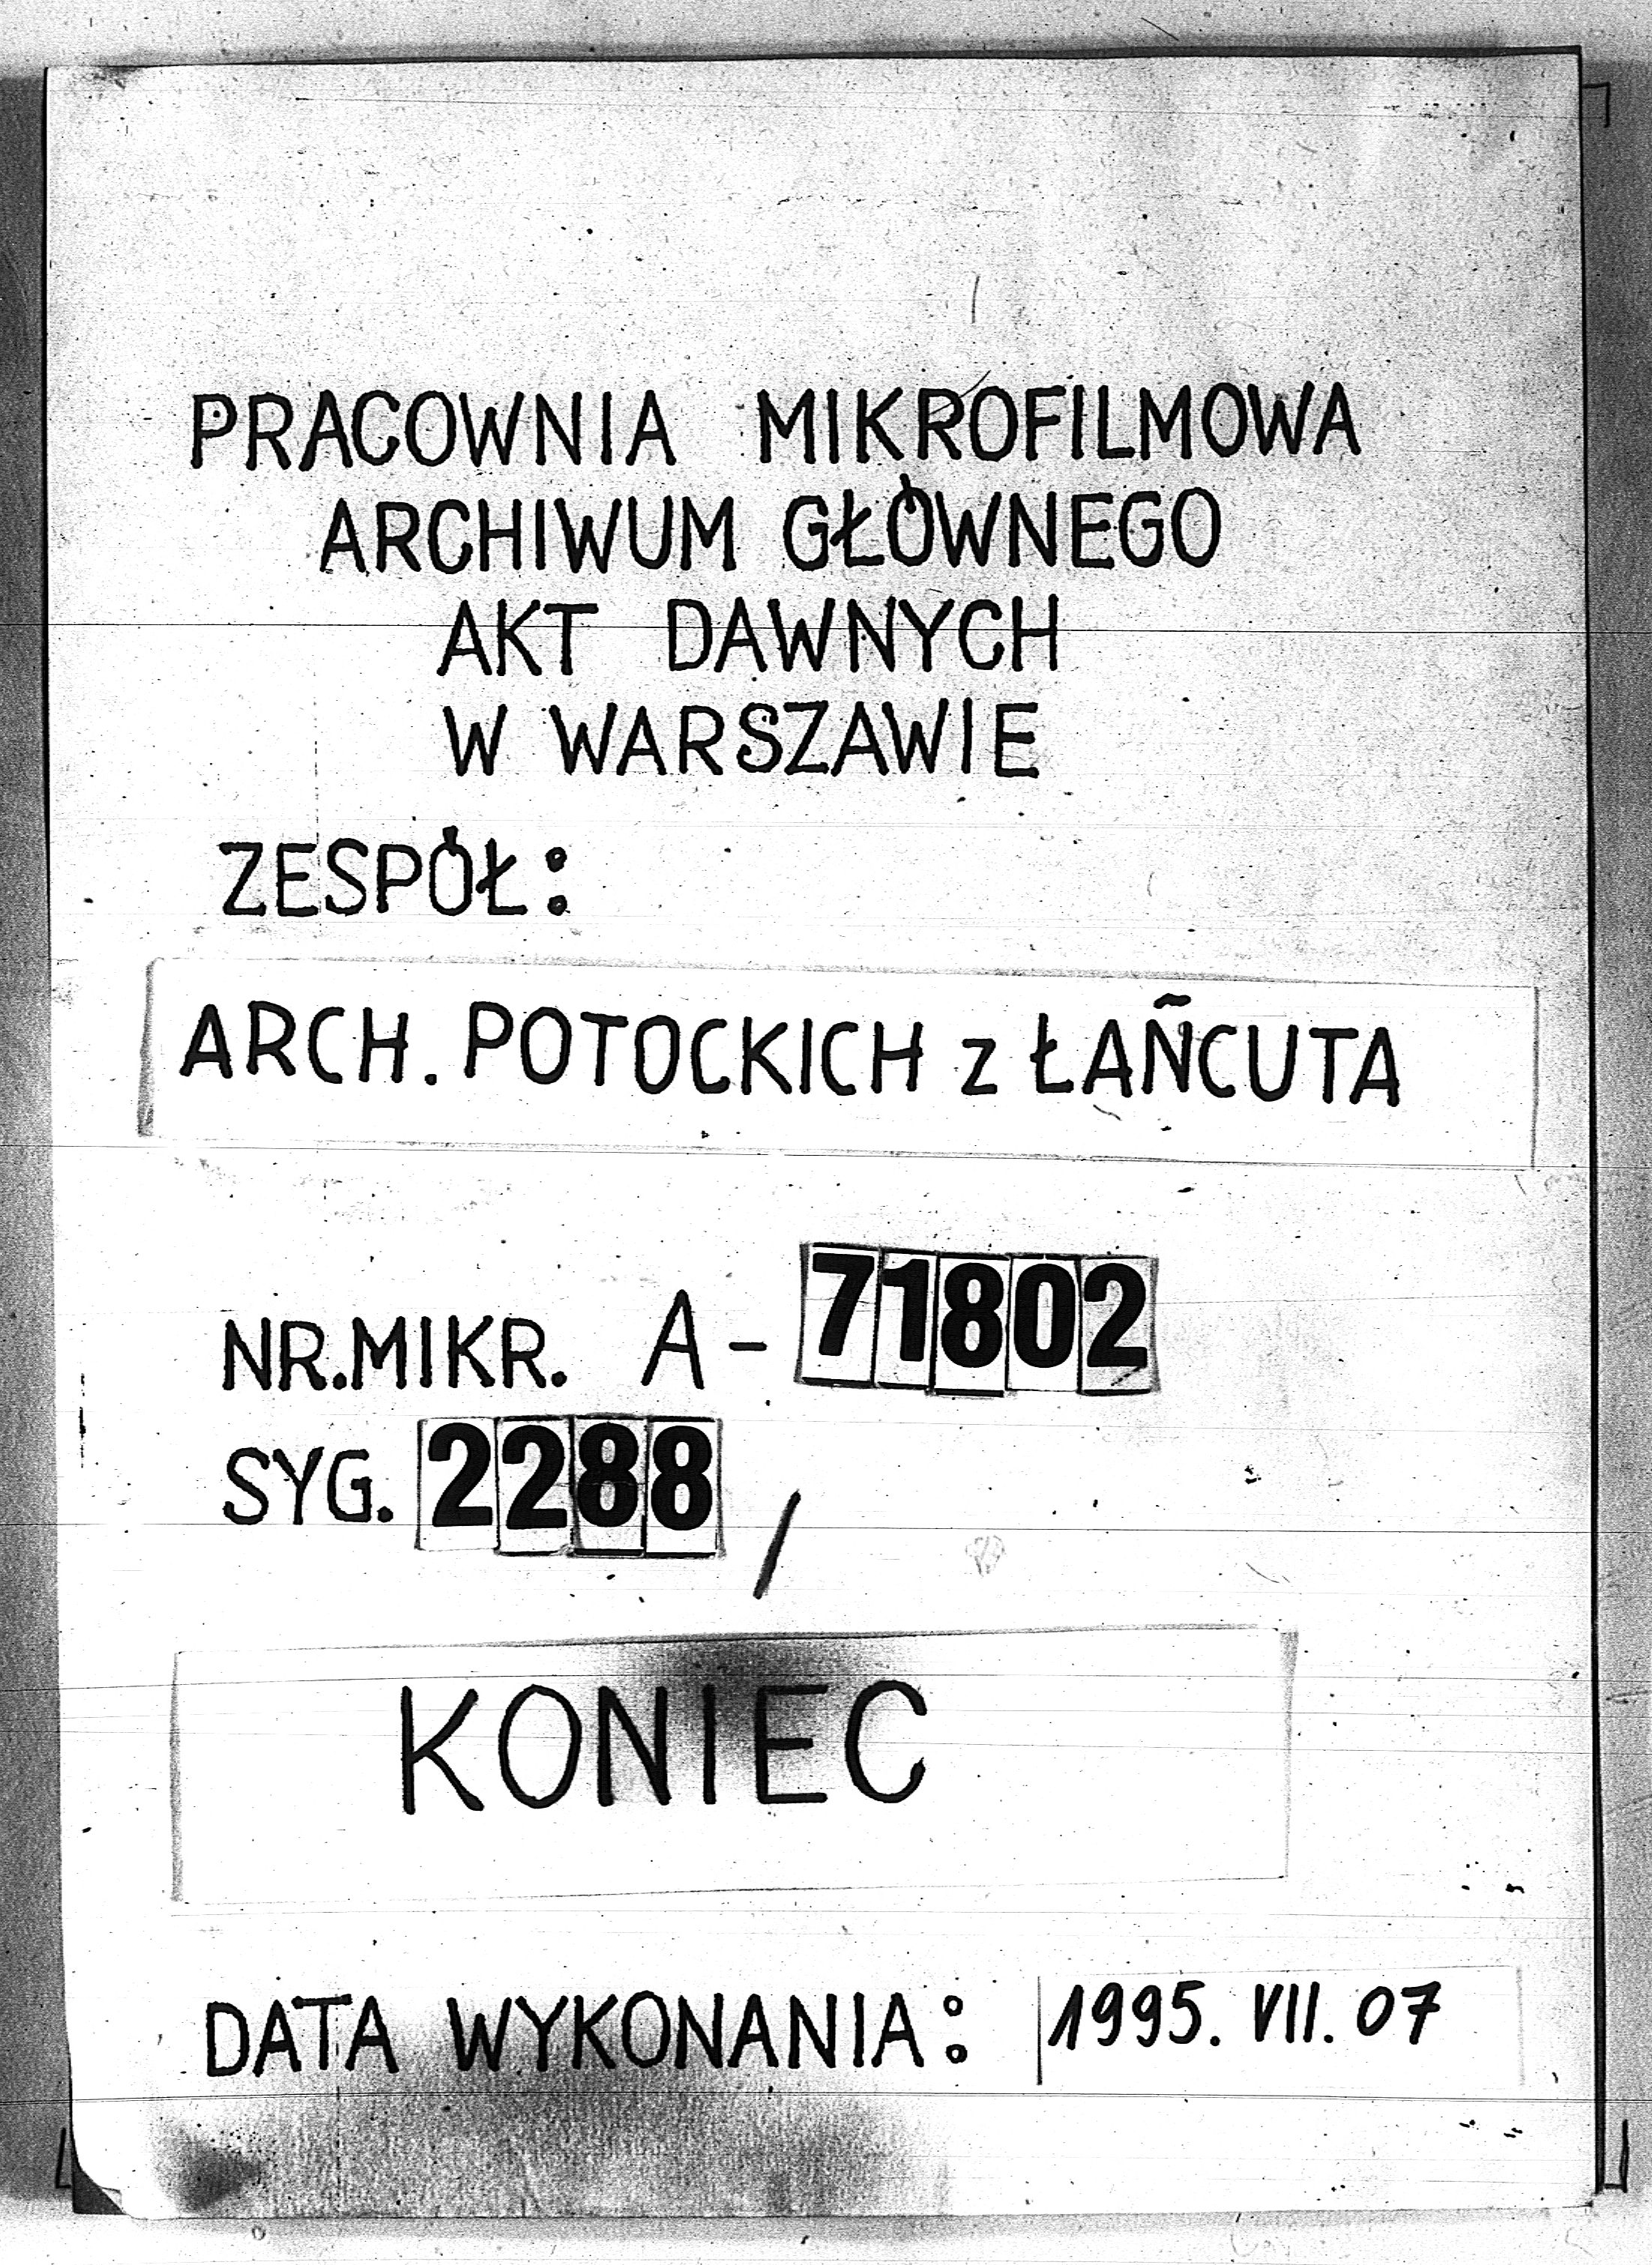 PRACOWNIA MIKROFILMOWA
ARCHIWUM GŁÓWNEGO
AKT DAWNYCH
W WARSZAWIE
ZESPÓŁ:
ARCH. POTOCKICH z ŁAŃCUTA
NR.MIKR. A-71802
SYG. 2288 /
KONIEC
DATA WYKONANIA: 1995. VII. 07